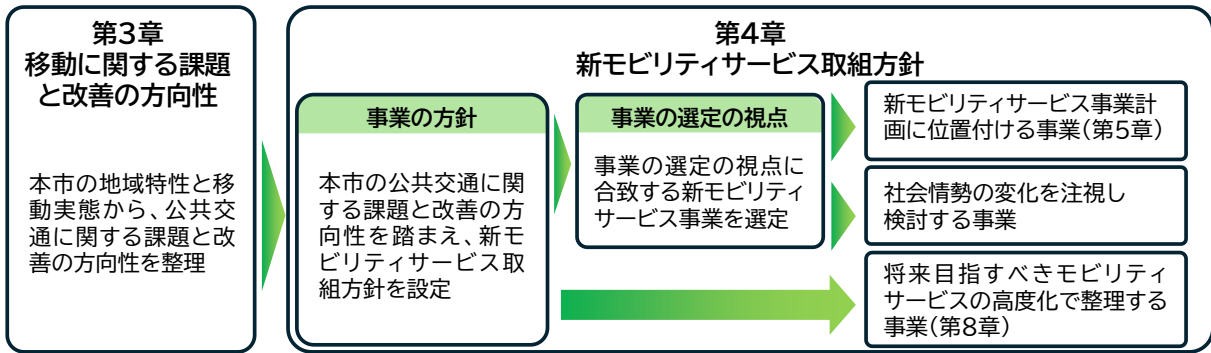 第3章
移動に関する課題
と改善の方向性
本市の地域特性と移
動実態から、公共交
通に関する課題と改
善の方向性を整理
第4章
新モビリティサービス取組方針
事業の方針
本市の公共交通に関
する課題と改善の方
向性を踏まえ、新モ
ビリティサービス取
組方針を設定
事業の選定の視点
事業の選定の視点に
合致する新モビリティ
サービス事業を選定
新モビリティサービス事業計
画に位置付ける事業(第5章)
社会情勢の変化を注視し
検討する事業
将来目指すべきモビリティ
サービスの高度化で整理する
事業(第8章)